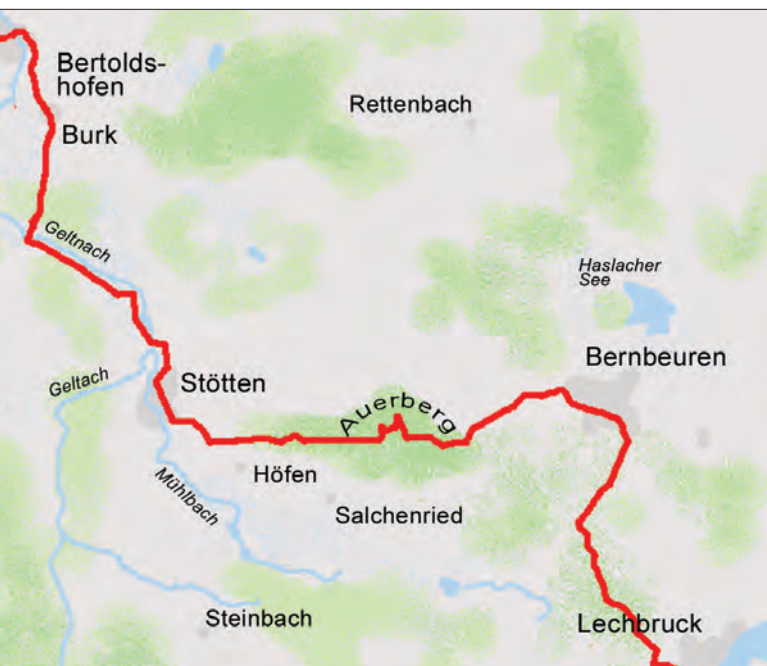 Bertolds-
hofen
Rettenbach
Burk
Geltnach
Haslacher
See
Bernbeuren
Geltach
Stötten
Auerberg
Höfen
Mühlbach
Salchenried
Steinbach
Lechbruck